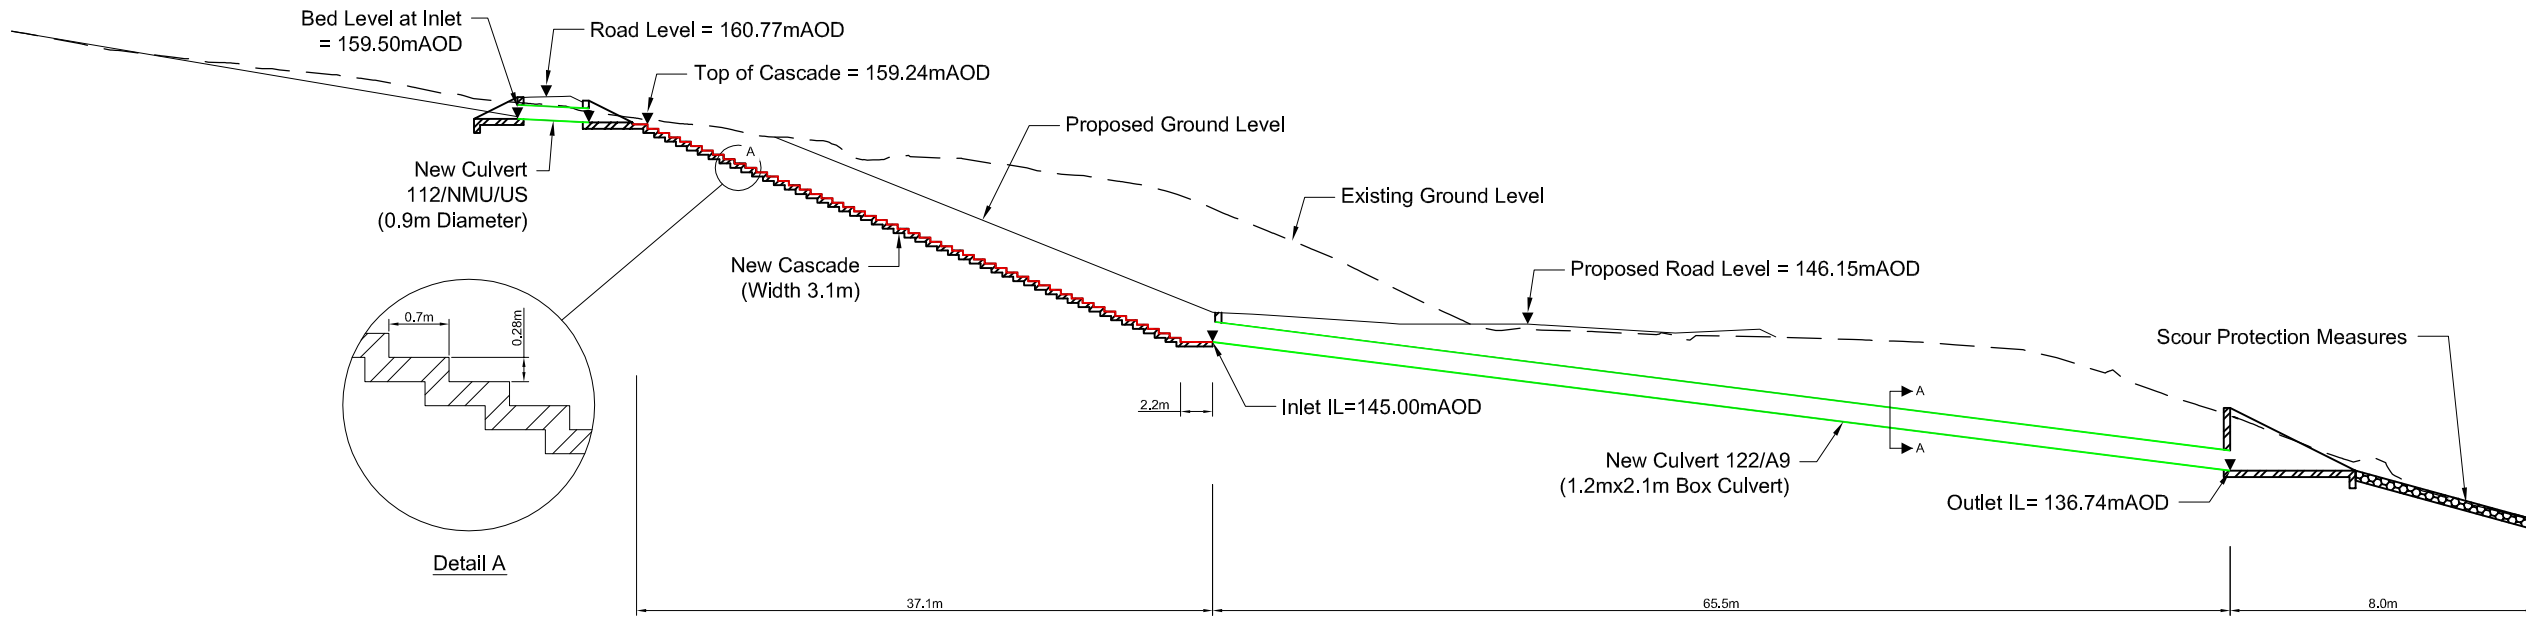 Bed Level at Inlet
= 159.50mAOD
Road Level = 160.77mAOD
Top of Cascade = 159.24mAOD
Proposed Ground Level
A
New Culvert
112/NMU/US
(0.9m Diameter)
Existing Ground Level
New Cascade
(Width 3.1m)
Proposed Road Level = 146.15mAOD
0.7m
0.28m
Scour Protection Measures
2.2m
Inlet IL=145.00mAOD
A
A
New Culvert 122/A9
(1.2mx2.1m Box Culvert)
Outlet IL= 136.74mAOD
Detail A
37.1m
65.5m
8.0m